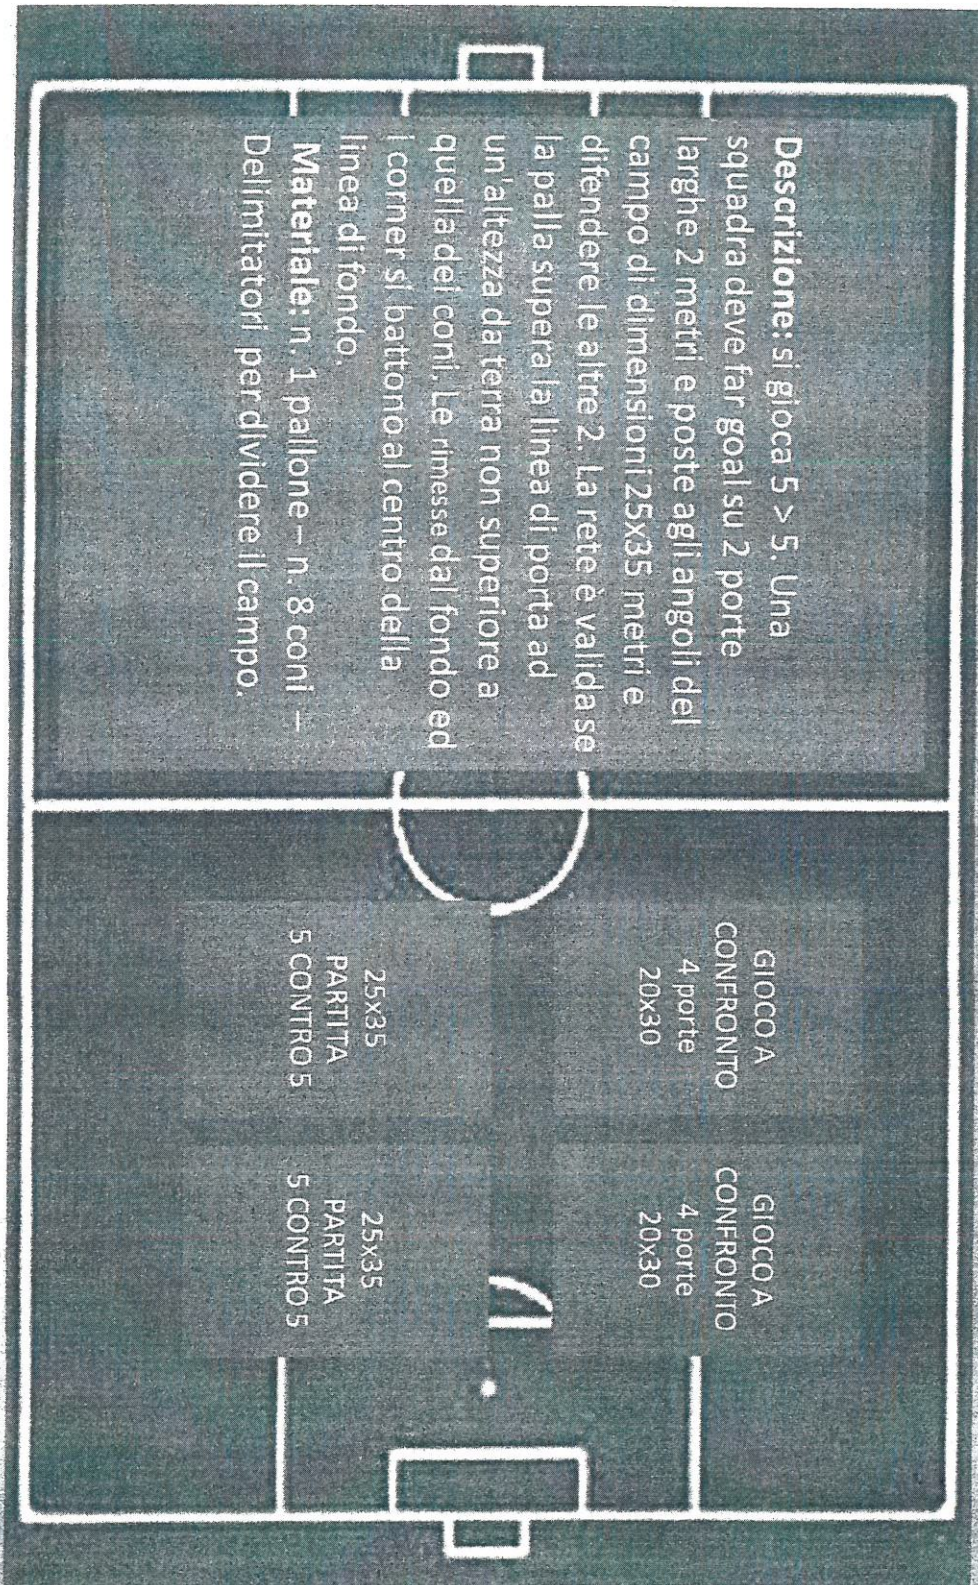 Descrizione: si gioca 5 > 5. Una
squadra deve far goal su 2 porte
larghe 2 metri e poste agli angoli del
campo di dimensioni 25x35 metri e
difendere le altre 2. La rete è valida se
la palla supera la linea di porta ad
un'altezza da terra non superiore a
quella dei coni. Le rimesse dal fondo ed
i corner si battono al centro della
linea di fondo.
Materiale: n. 1 pallone – n. 8 coni –
Delimitatori per dividere il campo.
GIOCO A
CONFRONTO
4 porte
20x30
GIOCO A
CONFRONTO
4 porte
20x30
25x35
PARTITA
5 CONTRO 5
25x35
PARTITA
5 CONTRO 5